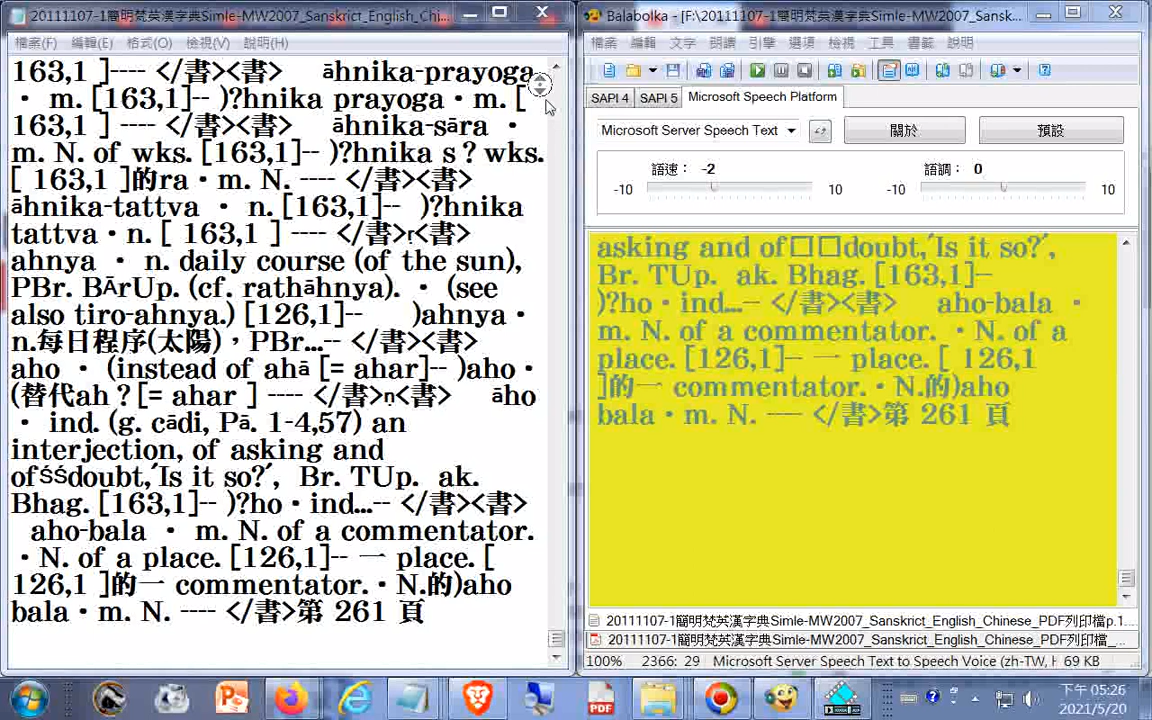 20111107-1簡明梵英漢字典Simle-MW2007_Sanskrict_English_Chi...
檔案(F) 編輯(E) 格式(O) 檢視(V) 說明(H)
163,1 ]---- </書><書> āhnika-prayoga
• m. [163,1]-- )?hnika prayoga・m. [
163,1 ] ---- </書><書> āhnika-sāra •
m. N. of wks. [163,1]-- )?hnika s？wks.
[ 163,1 ]的ra・m. N. ---- </書><書>
āhnika-tattva • n. [163,1]-- )?hnika
tattva・n. [ 163,1 ] ---- </書>ṛ<書>
ahnya • n. daily course (of the sun),
PBr. BĀrUp. (cf. rathāhnya). • (see
also tiro-ahnya.) [126,1]-- )ahnya・
n.每日程序(太陽)，PBr...-- </書><書>
aho • (instead of ahā [= ahar]-- )aho・
(替代ah？[= ahar ] ---- </書>ṇ<書> āho
• ind. (g. cādi, Pā. 1-4,57) an
interjection, of asking and
ofśśdoubt,'Is it so?', Br. TUp. ak.
Bhag. [163,1]-- )?ho・ind...-- </書><書>
aho-bala • m. N. of a commentator.
• N. of a place. [126,1]-- 一 place. [
126,1 ]的一 commentator.・N.的)aho
bala・m. N. ---- </書>第 261 頁
Balabolka - [F:\20111107-1簡明梵英漢字典Simle-MW2007_Sansk...
檔案 編輯 文字 朗讀 引擎 選項 檢視 工具 書籤 說明
SAPI 4 SAPI 5 Microsoft Speech Platform
Microsoft Server Speech Text 關於 預設
語速： -2 語調： 0
-10 10 -10 10
asking and of□□doubt,'Is it so?',
Br. TUp. ak. Bhag. [163,1]--
)?ho・ind...-- </書><書> aho-bala •
m. N. of a commentator. • N. of a
place. [126,1]-- 一 place. [ 126,1
]的一 commentator.・N.的)aho
bala・m. N. ---- </書>第 261 頁
20111107-1簡明梵英漢字典Simle-MW2007_Sanskrict_English_Chinese_PDF列印檔p.1...
20111107-1簡明梵英漢字典Simle-MW2007_Sanskrict_English_Chinese_PDF列印檔_...
100% 2366: 29 Microsoft Server Speech Text to Speech Voice (zh-TW, H 69 KB
PDF
下午 05:26
2021/5/20